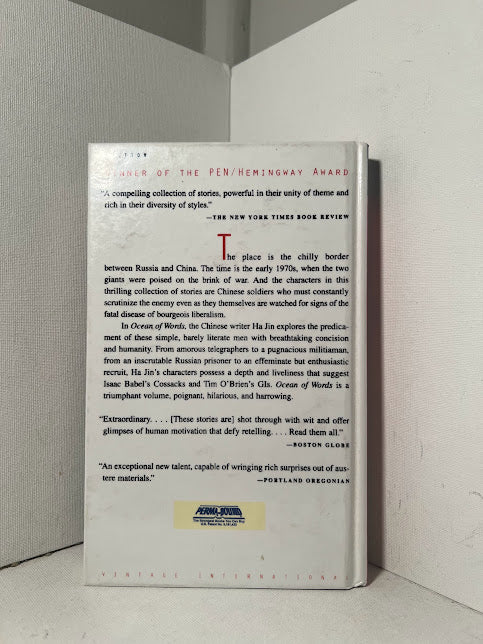 INNER OF THE PEN/HEMINGWAY AWARD
"A compelling collection of stories, powerful in their unity of theme and
rich in their diversity of styles."
—THE NEW YORK TIMES BOOK REVIEW
The place is the chilly border
between Russia and China. The time is the early 1970s, when the two
giants were poised on the brink of war. And the characters in this
thrilling collection of stories are Chinese soldiers who must constantly
scrutinize the enemy even as they themselves are watched for signs of the
fatal disease of bourgeois liberalism.
In Ocean of Words, the Chinese writer Ha Jin explores the predica-
ment of these simple, barely literate men with breathtaking concision
and humanity. From amorous telegraphers to a pugnacious militiaman,
from an inscrutable Russian prisoner to an effeminate but enthusiastic
recruit, Ha Jin's characters possess a depth and liveliness that suggest
Isaac Babel's Cossacks and Tim O'Brien's GIs. Ocean of Words is a
triumphant volume, poignant, hilarious, and harrowing.
"Extraordinary. . . . [These stories are] shot through with wit and offer
glimpses of human motivation that defy retelling. . . . Read them all."
—BOSTON GLOBE
"An exceptional new talent, capable of wringing rich surprises out of aus-
tere materials."
—PORTLAND OREGONIAN
PERMA-BOUND
The Strongest Books You Can Buy
VINTAGE INTERNATIONAL